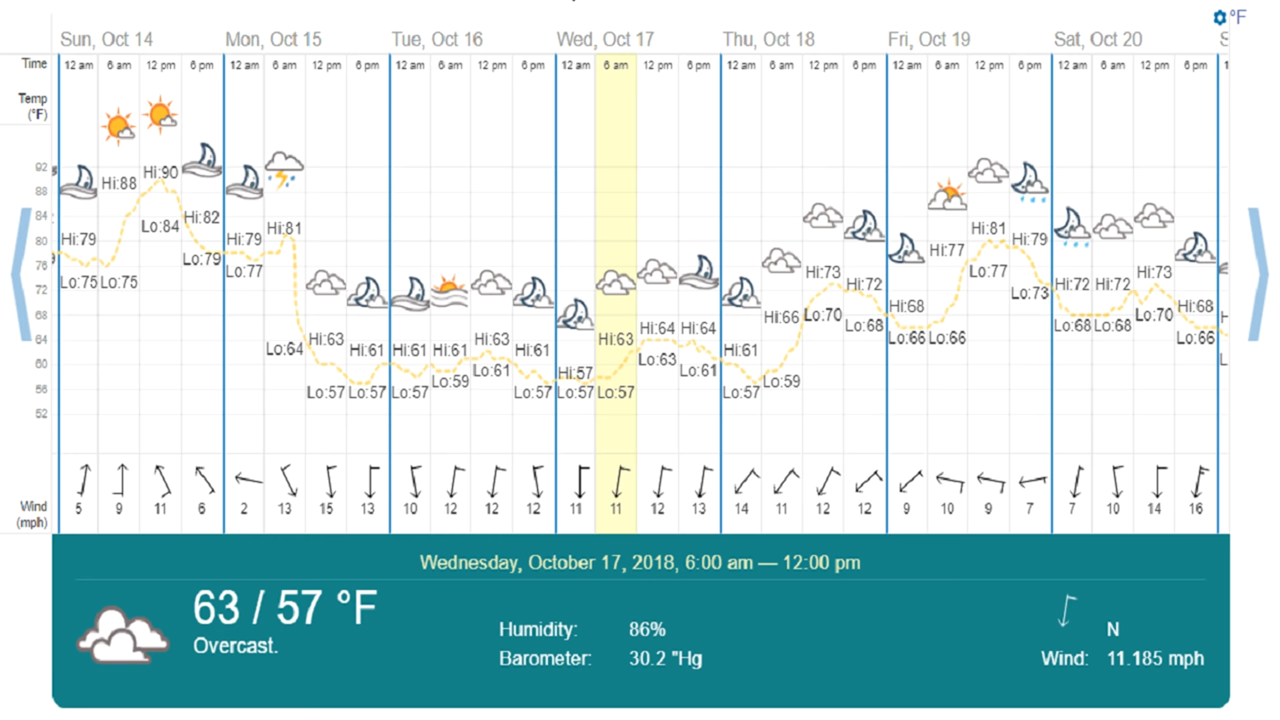 °F
Sun, Oct 14 Mon, Oct 15 Tue, Oct 16 Wed, Oct 17 Thu, Oct 18 Fri, Oct 19 Sat, Oct 20 S
Time 12 am 6 am 12 pm 6 pm 12 am 6 am 12 pm 6 pm 12 am 6 am 12 pm 6 pm 12 am 6 am 12 pm 6 pm 12 am 6 am 12 pm 6 pm 12 am 6 am 12 pm 6 pm 12 am 6 am 12 pm 6 pm 1
Temp
(°F)
92
88
84
80
76
72
68
64
60
56
52
Hi:79 Hi:88 Hi:90 Hi:82 Hi:79 Hi:81 Hi:63 Hi:61 Hi:61 Hi:61 Hi:63 Hi:61 Hi:57 Hi:63 Hi:64 Hi:64 Hi:61 Hi:66 Hi:73 Hi:72 Hi:68 Hi:77 Hi:81 Hi:79 Hi:72 Hi:72 Hi:73 Hi:68 H
Lo:75 Lo:75 Lo:84 Lo:79 Lo:77 Lo:64 Lo:57 Lo:57 Lo:57 Lo:59 Lo:61 Lo:57 Lo:57 Lo:57 Lo:63 Lo:61 Lo:57 Lo:59 Lo:70 Lo:68 Lo:66 Lo:66 Lo:77 Lo:73 Lo:68 Lo:68 Lo:70 Lo:66 L
Wind 5 9 11 6 2 13 15 13 10 12 12 12 11 11 12 13 14 11 12 12 9 10 9 7 7 10 14 16
(mph)
Wednesday, October 17, 2018, 6:00 am — 12:00 pm
63 / 57 °F
Overcast.
Humidity: 86% N
Barometer: 30.2 "Hg Wind: 11.185 mph